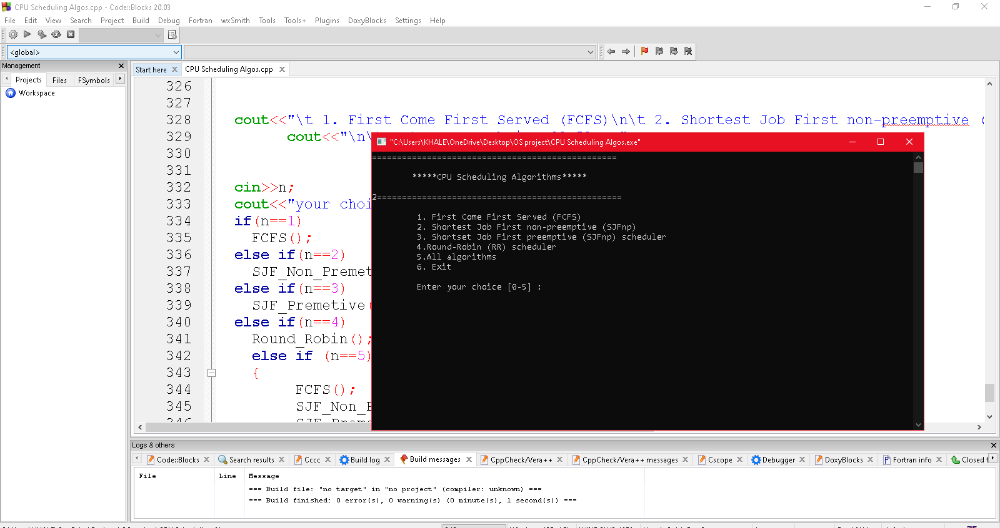 CPU Scheduling Algos.cpp - Code::Blocks 20.03
File Edit View Search Project Build Debug Fortran wxSmith Tools Tools+ Plugins DoxyBlocks Settings Help
<global>
Management
Projects Files FSymbols
Workspace
Start here CPU Scheduling Algos.cpp
326
327
328 cout<<"\t 1. First Come First Served (FCFS)\n\t 2. Shortest Job First non-preemptive (
329 cout<<"\n\
330
331
332 cin>>n;
333 cout<<"your choi
334 if(n==1)
335 FCFS();
336 else if(n==2)
337 SJF_Non_Premet
338 else if(n==3)
339 SJF_Premetive(
340 else if(n==4)
341 Round_Robin();
342 else if (n==5)
343 {
344 FCFS();
345 SJF_Non_P
"C:\Users\KHALE\OneDrive\Desktop\OS project\CPU Scheduling Algos.exe"
=================================================
*****CPU Scheduling Algorithms*****
2=================================================
1. First Come First Served (FCFS)
2. Shortest Job First non-preemptive (SJFnp)
3. Shortset Job First preemptive (SJFnp) scheduler
4.Round-Robin (RR) scheduler
5.All algorithms
6. Exit
Enter your choice [0-5] :
Logs & others
Code::Blocks Search results Cccc Build log Build messages CppCheck/Vera++ CppCheck/Vera++ messages Cscope Debugger DoxyBlocks Fortran info Closed f
File Line Message
=== Build file: "no target" in "no project" (compiler: unknown) ===
=== Build finished: 0 error(s), 0 warning(s) (0 minute(s), 1 second(s)) ===